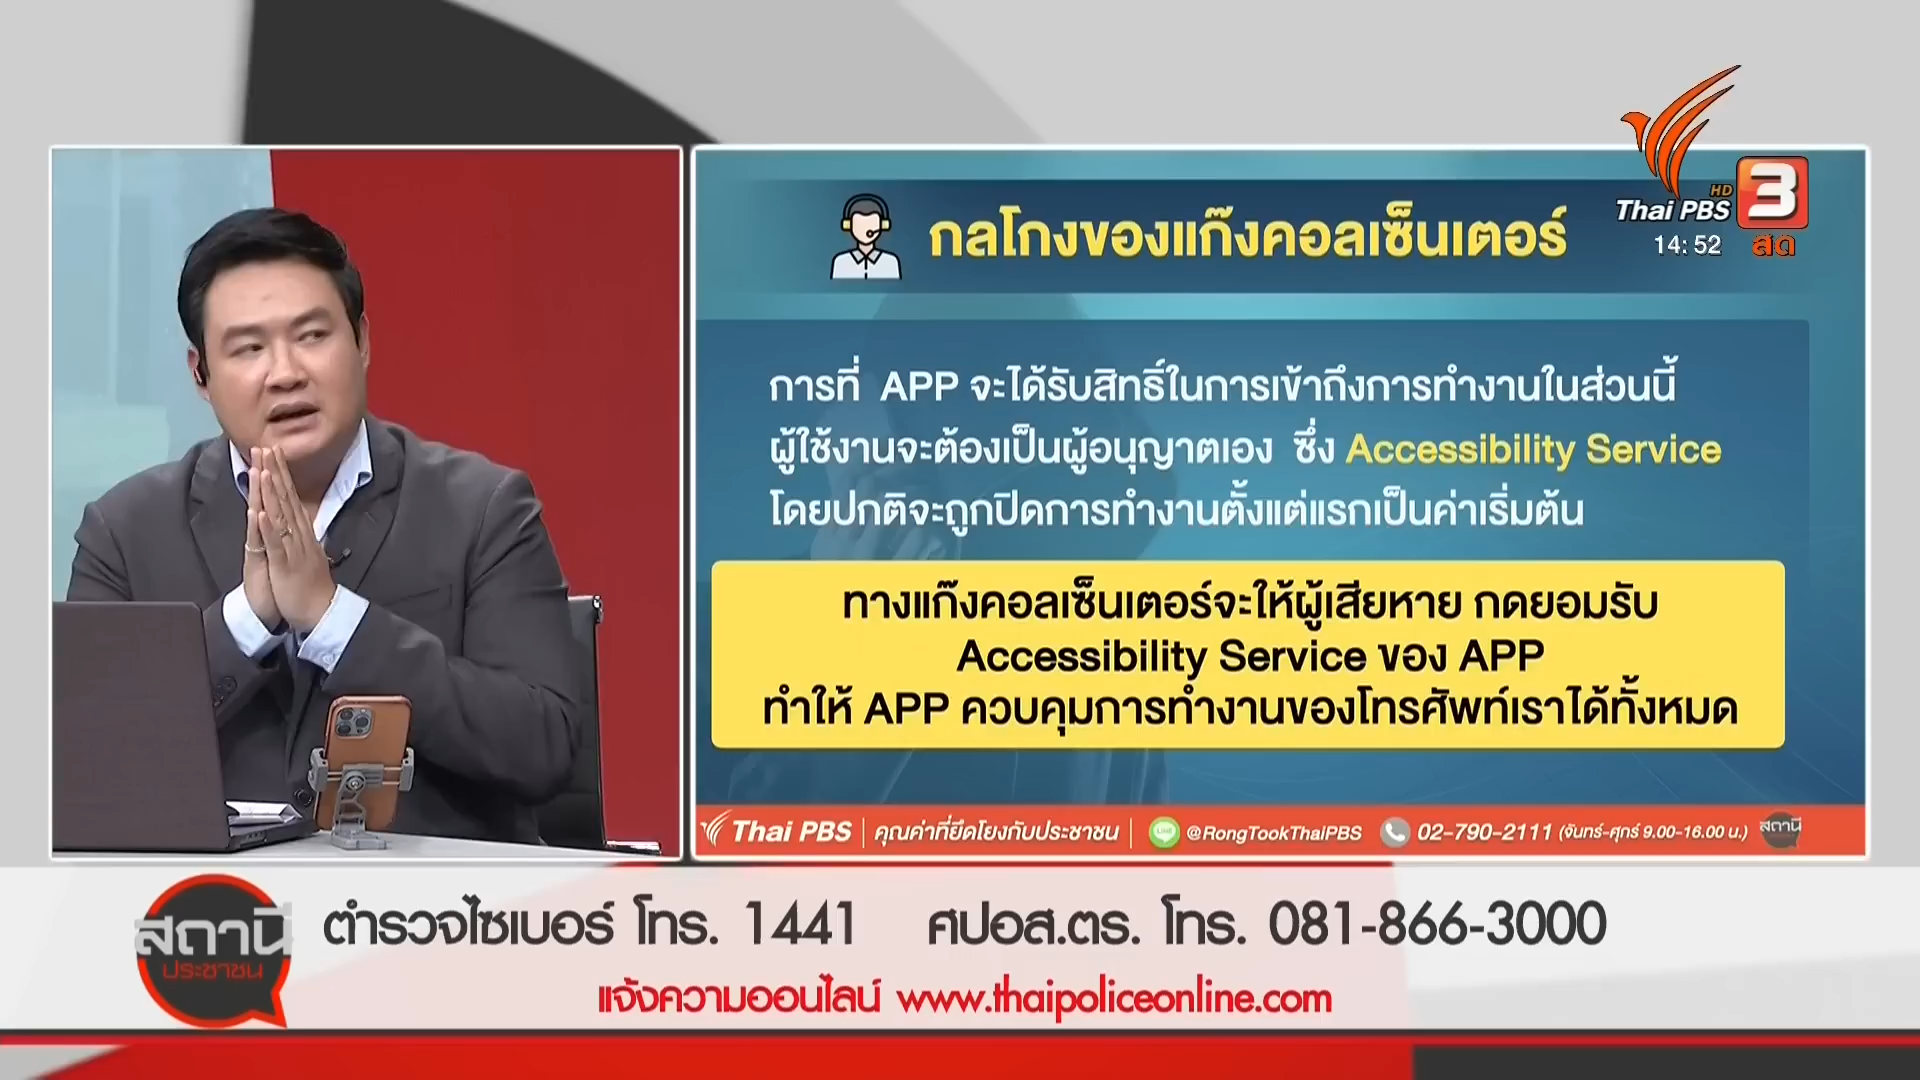 Thai PBS HD 3
14:52 สด
กลโกงของแก๊งคอลเซ็นเตอร์
การที่ APP จะได้รับสิทธิ์ในการเข้าถึงการทำงานในส่วนนี้
ผู้ใช้งานจะต้องเป็นผู้อนุญาตเอง ซึ่ง Accessibility Service
โดยปกติจะถูกปิดการทำงานตั้งแต่แรกเป็นค่าเริ่มต้น
ทางแก๊งคอลเซ็นเตอร์จะให้ผู้เสียหาย กดยอมรับ
Accessibility Service ของ APP
ทำให้ APP ควบคุมการทำงานของโทรศัพท์เราได้ทั้งหมด
Thai PBS คุณค่าที่ยึดโยงกับประชาชน LINE @RongTookThaiPBS 02-790-2111 (จันทร์-ศุกร์ 9.00-16.00 น.) สถานี
สถานี
ประชาชน
ตำรวจไซเบอร์ โทร. 1441 ศปอส.ตร. โทร. 081-866-3000
แจ้งความออนไลน์ www.thaipoliceonline.com